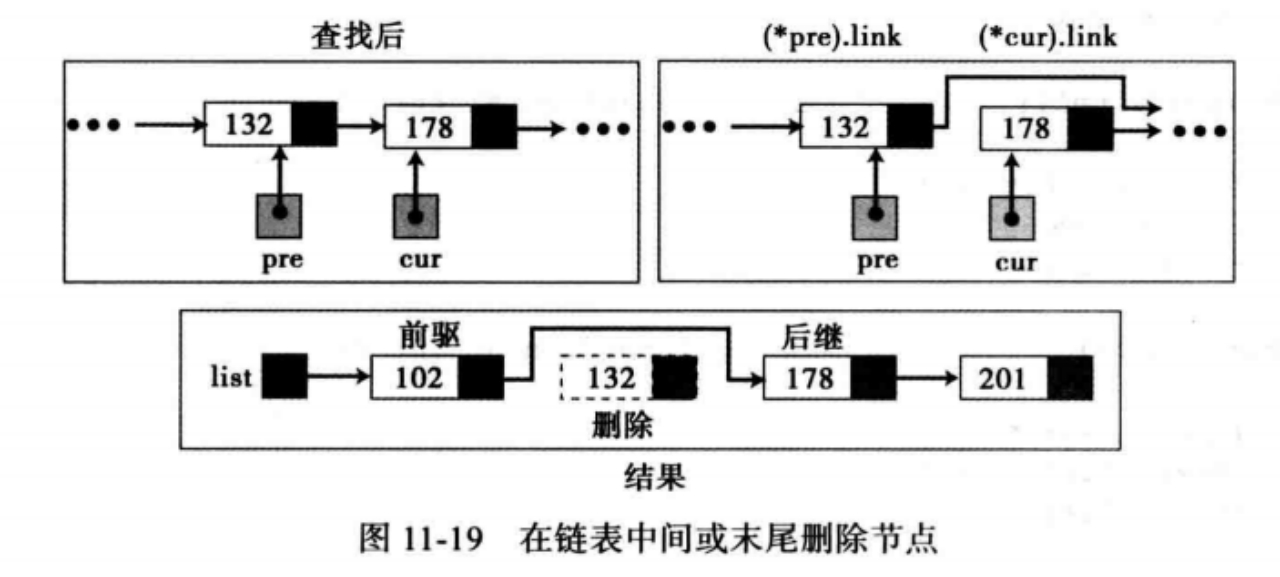 查找后
132 178
pre cur
(*pre).link (*cur).link
132 178
pre cur
前驱 后继
list 102 132 178 201
删除
结果
图 11-19 在链表中间或末尾删除节点